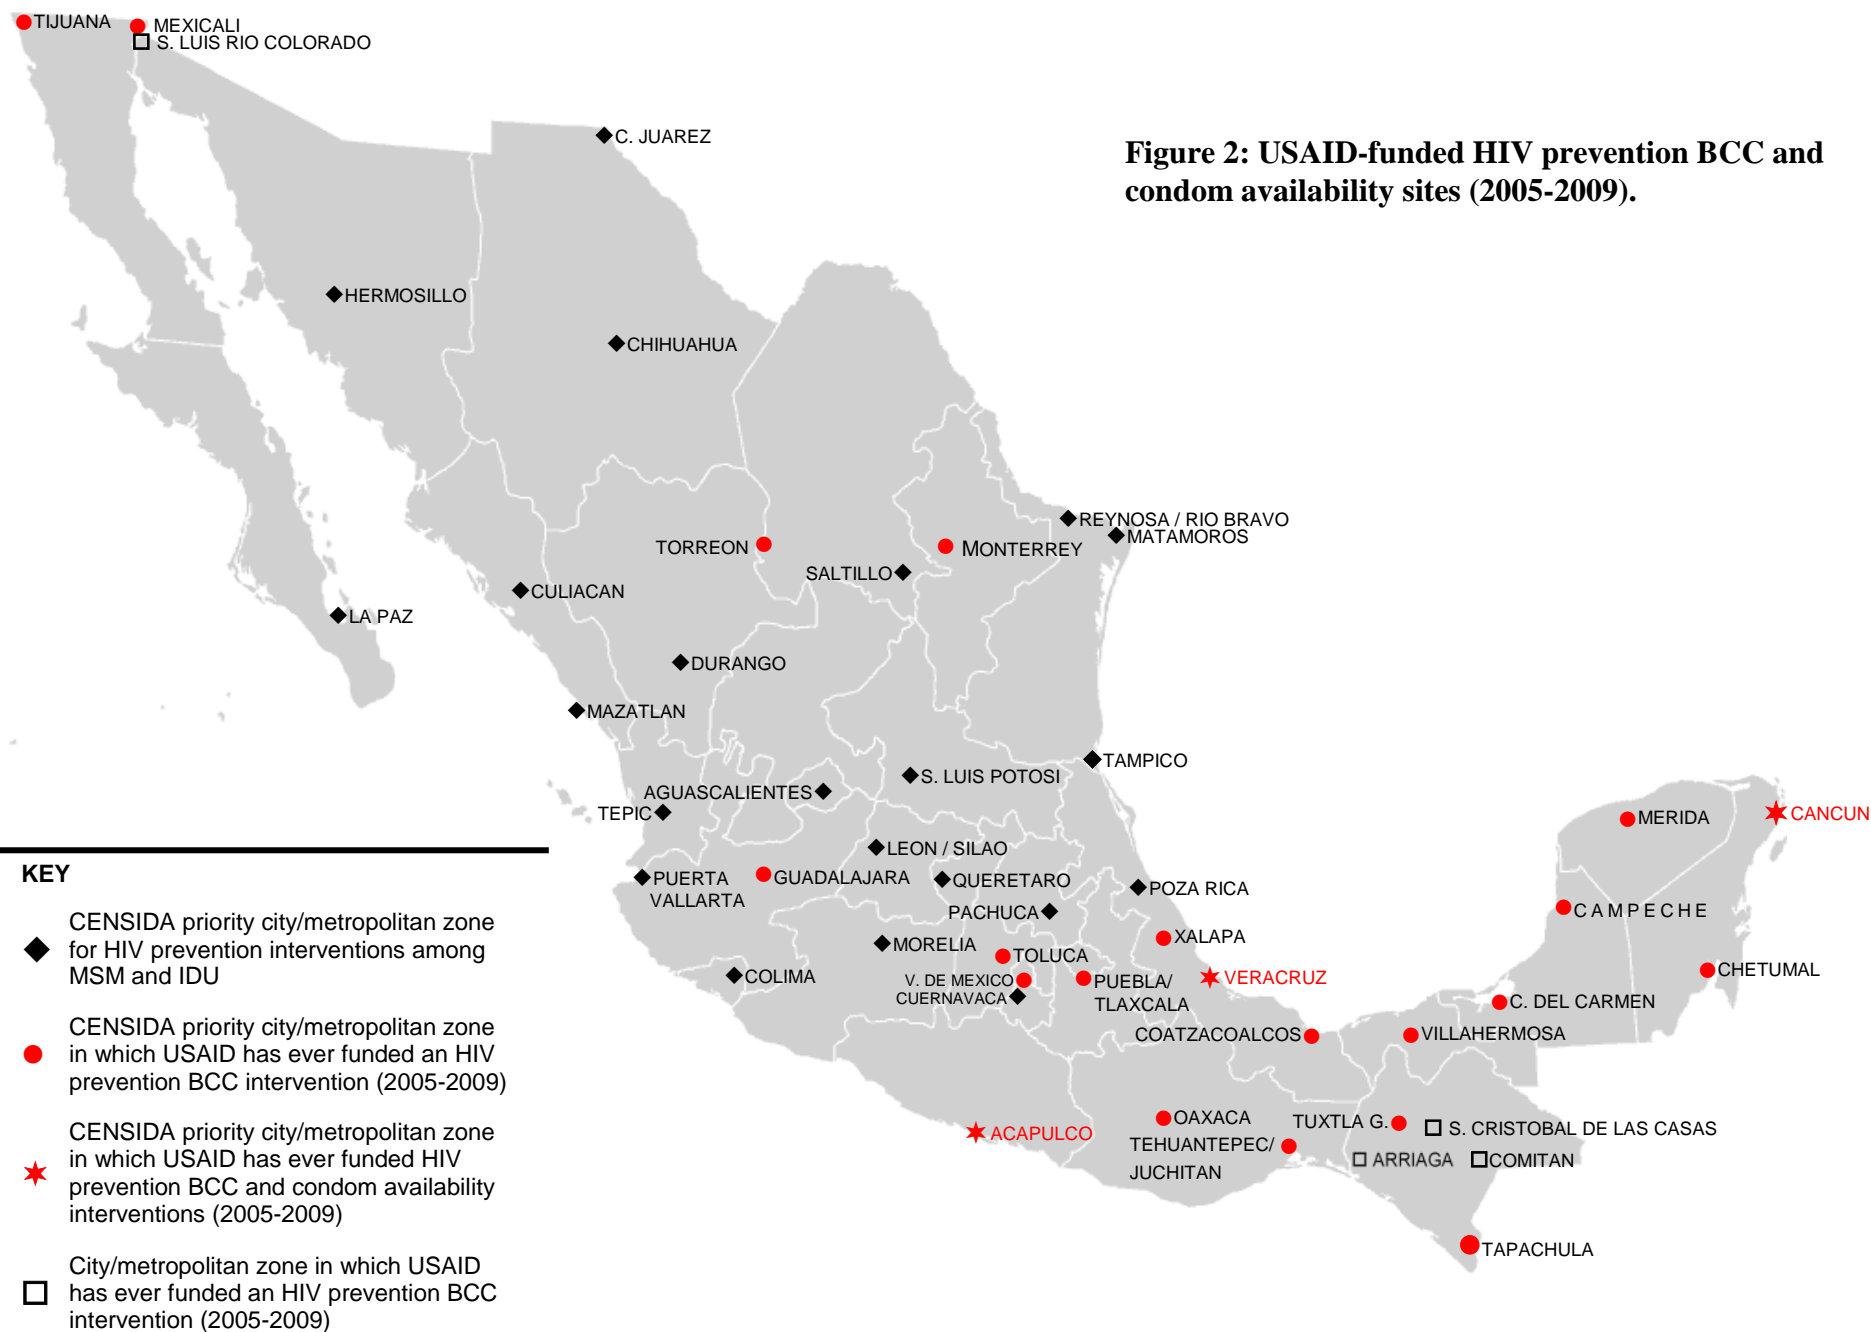 TIJUANA
MEXICALI
S. LUIS RIO COLORADO
C. JUAREZ
Figure 2: USAID-funded HIV prevention BCC and
condom availability sites (2005-2009).
HERMOSILLO
CHIHUAHUA
REYNOSA / RIO BRAVO
MATAMOROS
TORREON
MONTERREY
SALTILLO
CULIACAN
LA PAZ
DURANGO
MAZATLAN
TAMPICO
S. LUIS POTOSI
AGUASCALIENTES
TEPIC
MERIDA
CANCUN
LEON / SILAO
PUERTA
VALLARTA
GUADALAJARA
QUERETARO
POZA RICA
PACHUCA
CAMPECHE
XALAPA
MORELIA
TOLUCA
COLIMA
V. DE MEXICO
CUERNAVACA
PUEBLA/
TLAXCALA
VERACRUZ
CHETUMAL
C. DEL CARMEN
COATZACOALCOS
VILLAHERMOSA
ACAPULCO
OAXACA
TEHUANTEPEC/
JUCHITAN
TUXTLA G.
S. CRISTOBAL DE LAS CASAS
ARRIAGA
COMITAN
TAPACHULA
KEY
CENSIDA priority city/metropolitan zone
for HIV prevention interventions among
MSM and IDU
CENSIDA priority city/metropolitan zone
in which USAID has ever funded an HIV
prevention BCC intervention (2005-2009)
CENSIDA priority city/metropolitan zone
in which USAID has ever funded HIV
prevention BCC and condom availability
interventions (2005-2009)
City/metropolitan zone in which USAID
has ever funded an HIV prevention BCC
intervention (2005-2009)